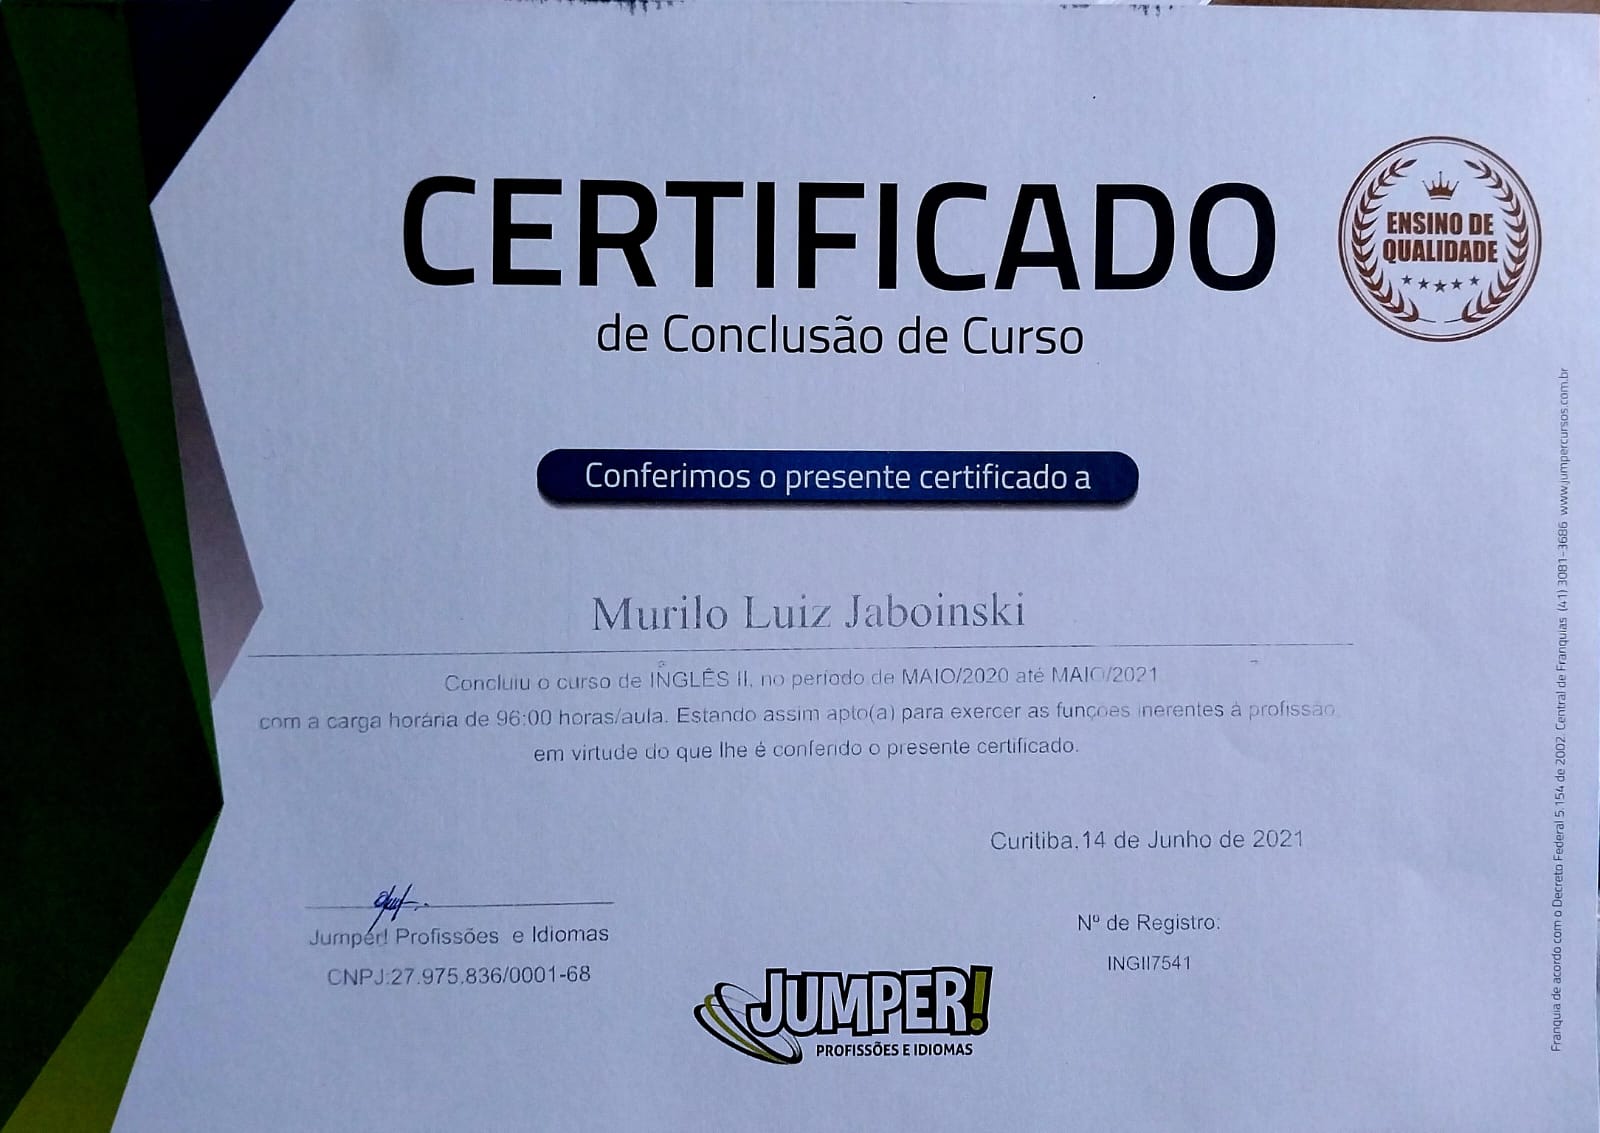 CERTIFICADO
de Conclusão de Curso
ENSINO DE
QUALIDADE
Conferimos o presente certificado a
Murilo Luiz Jaboinski
Concluiu o curso de INGLÊS II, no período de MAIO/2020 até MAIO/2021
com a carga horária de 96:00 horas/aula. Estando assim apto(a) para exercer as funções inerentes à profissão,
em virtude do que lhe é conferido o presente certificado.
Curitiba,14 de Junho de 2021
Jumper! Profissões e Idiomas
CNPJ:27.975.836/0001-68
Nº de Registro:
INGII7541
JUMPER!
PROFISSÕES E IDIOMAS
Franquia de acordo com o Decreto Federal 5.154 de 2002. Central de Franquias (41) 3081-3686 www.jumpercursos.com.br